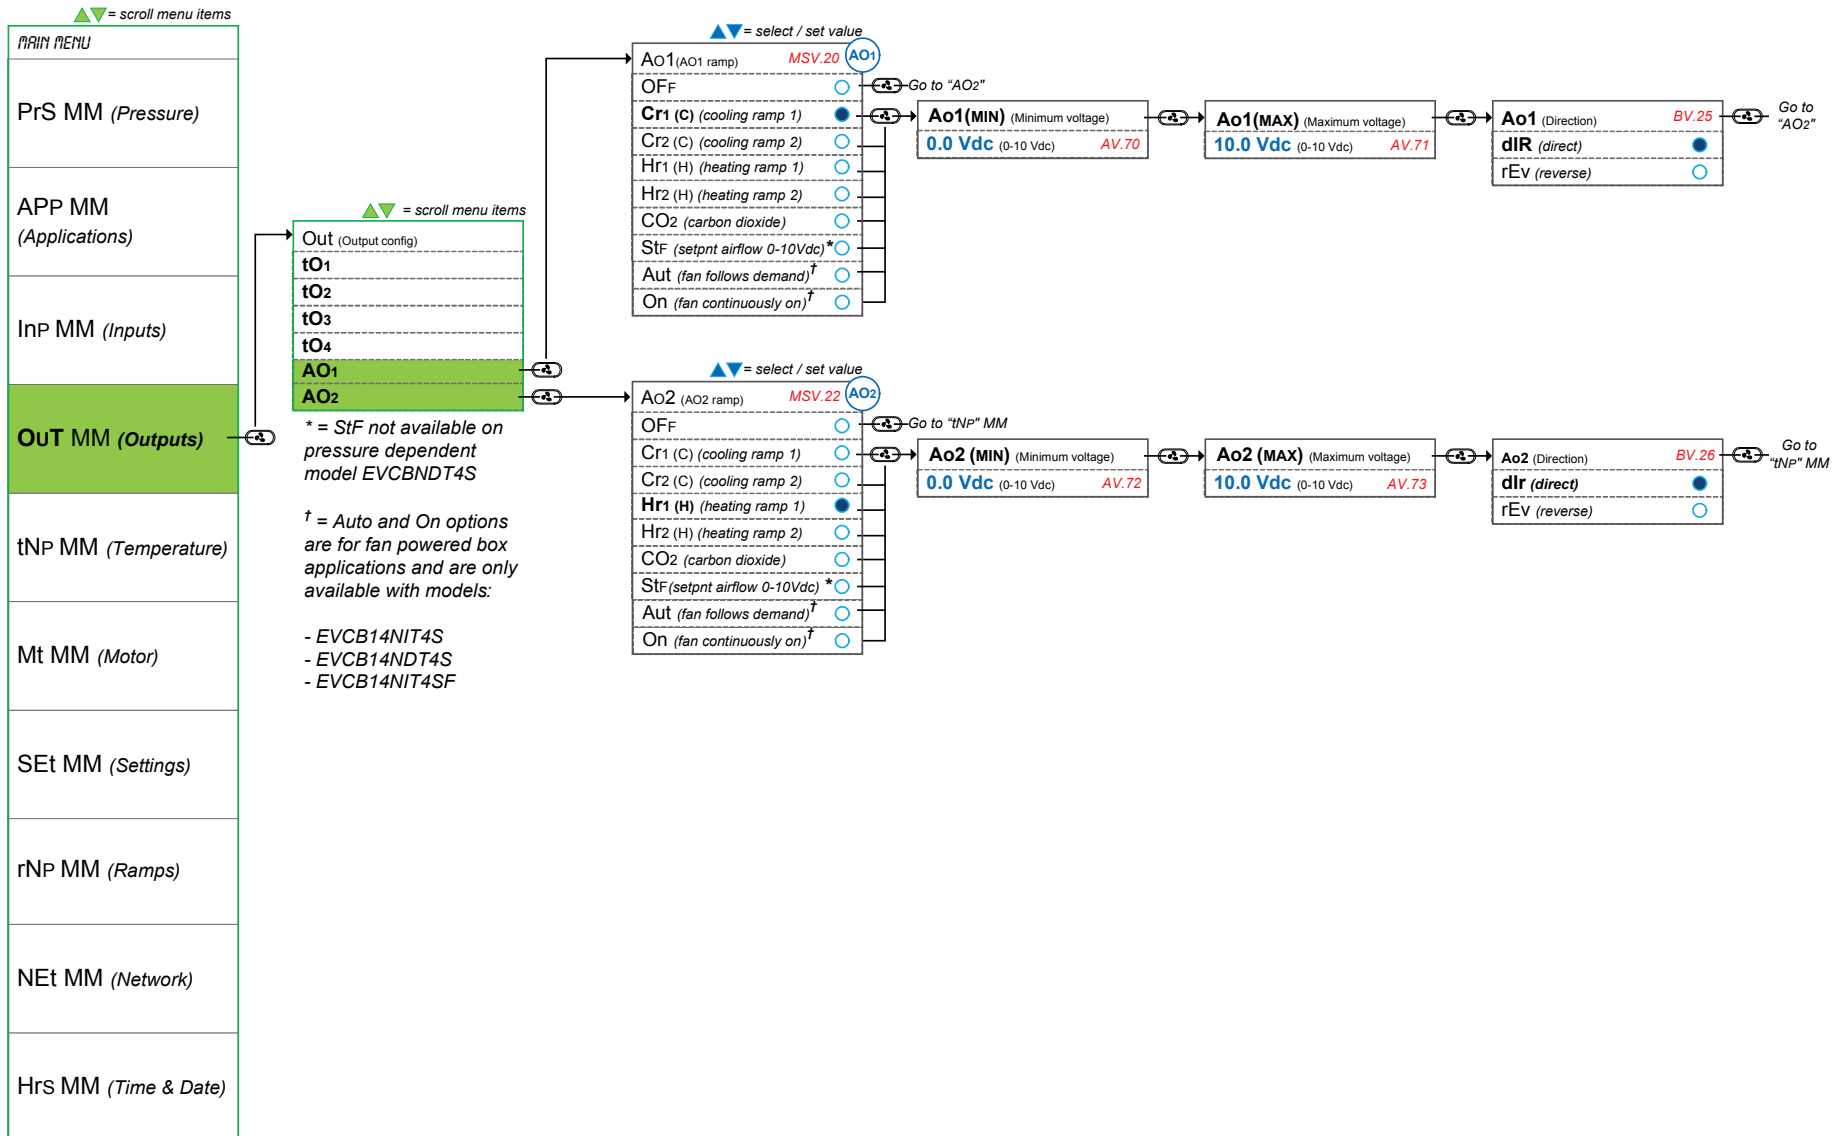 = scroll menu items
MAIN MENU
PrS MM (Pressure)
APP MM
(Applications)
InP MM (Inputs)
OUT MM (Outputs)
tNP MM (Temperature)
Mt MM (Motor)
SEt MM (Settings)
rNP MM (Ramps)
NEt MM (Network)
HrS MM (Time & Date)
= scroll menu items
Out (Output config)
tO1
tO2
tO3
tO4
AO1
AO2
* = StF not available on
pressure dependent
model EVCBNDT4S
† = Auto and On options
are for fan powered box
applications and are only
available with models:
- EVCB14NIT4S
- EVCB14NDT4S
- EVCB14NIT4SF
= select / set value
AO1 (AO1 ramp) MSV.20 AO1
OFF Go to "AO2"
Cr1 (C) (cooling ramp 1)
Cr2 (C) (cooling ramp 2)
Hr1 (H) (heating ramp 1)
Hr2 (H) (heating ramp 2)
CO2 (carbon dioxide)
StF (setpnt airflow 0-10Vdc) *
Aut (fan follows demand) †
On (fan continuously on) †
Ao1(MIN) (Minimum voltage)
0.0 Vdc (0-10 Vdc) AV.70
Ao1(MAX) (Maximum voltage)
10.0 Vdc (0-10 Vdc) AV.71
Ao1 (Direction) BV.25
dIR (direct)
rEv (reverse)
Go to
"AO2"
= select / set value
AO2 (AO2 ramp) MSV.22 AO2
OFF Go to "tNP" MM
Cr1 (C) (cooling ramp 1)
Cr2 (C) (cooling ramp 2)
Hr1 (H) (heating ramp 1)
Hr2 (H) (heating ramp 2)
CO2 (carbon dioxide)
StF(setpnt airflow 0-10Vdc) *
Aut (fan follows demand) †
On (fan continuously on) †
Ao2 (MIN) (Minimum voltage)
0.0 Vdc (0-10 Vdc) AV.72
Ao2 (MAX) (Maximum voltage)
10.0 Vdc (0-10 Vdc) AV.73
Ao2 (Direction) BV.26
dIr (direct)
rEv (reverse)
Go to
"tNP" MM